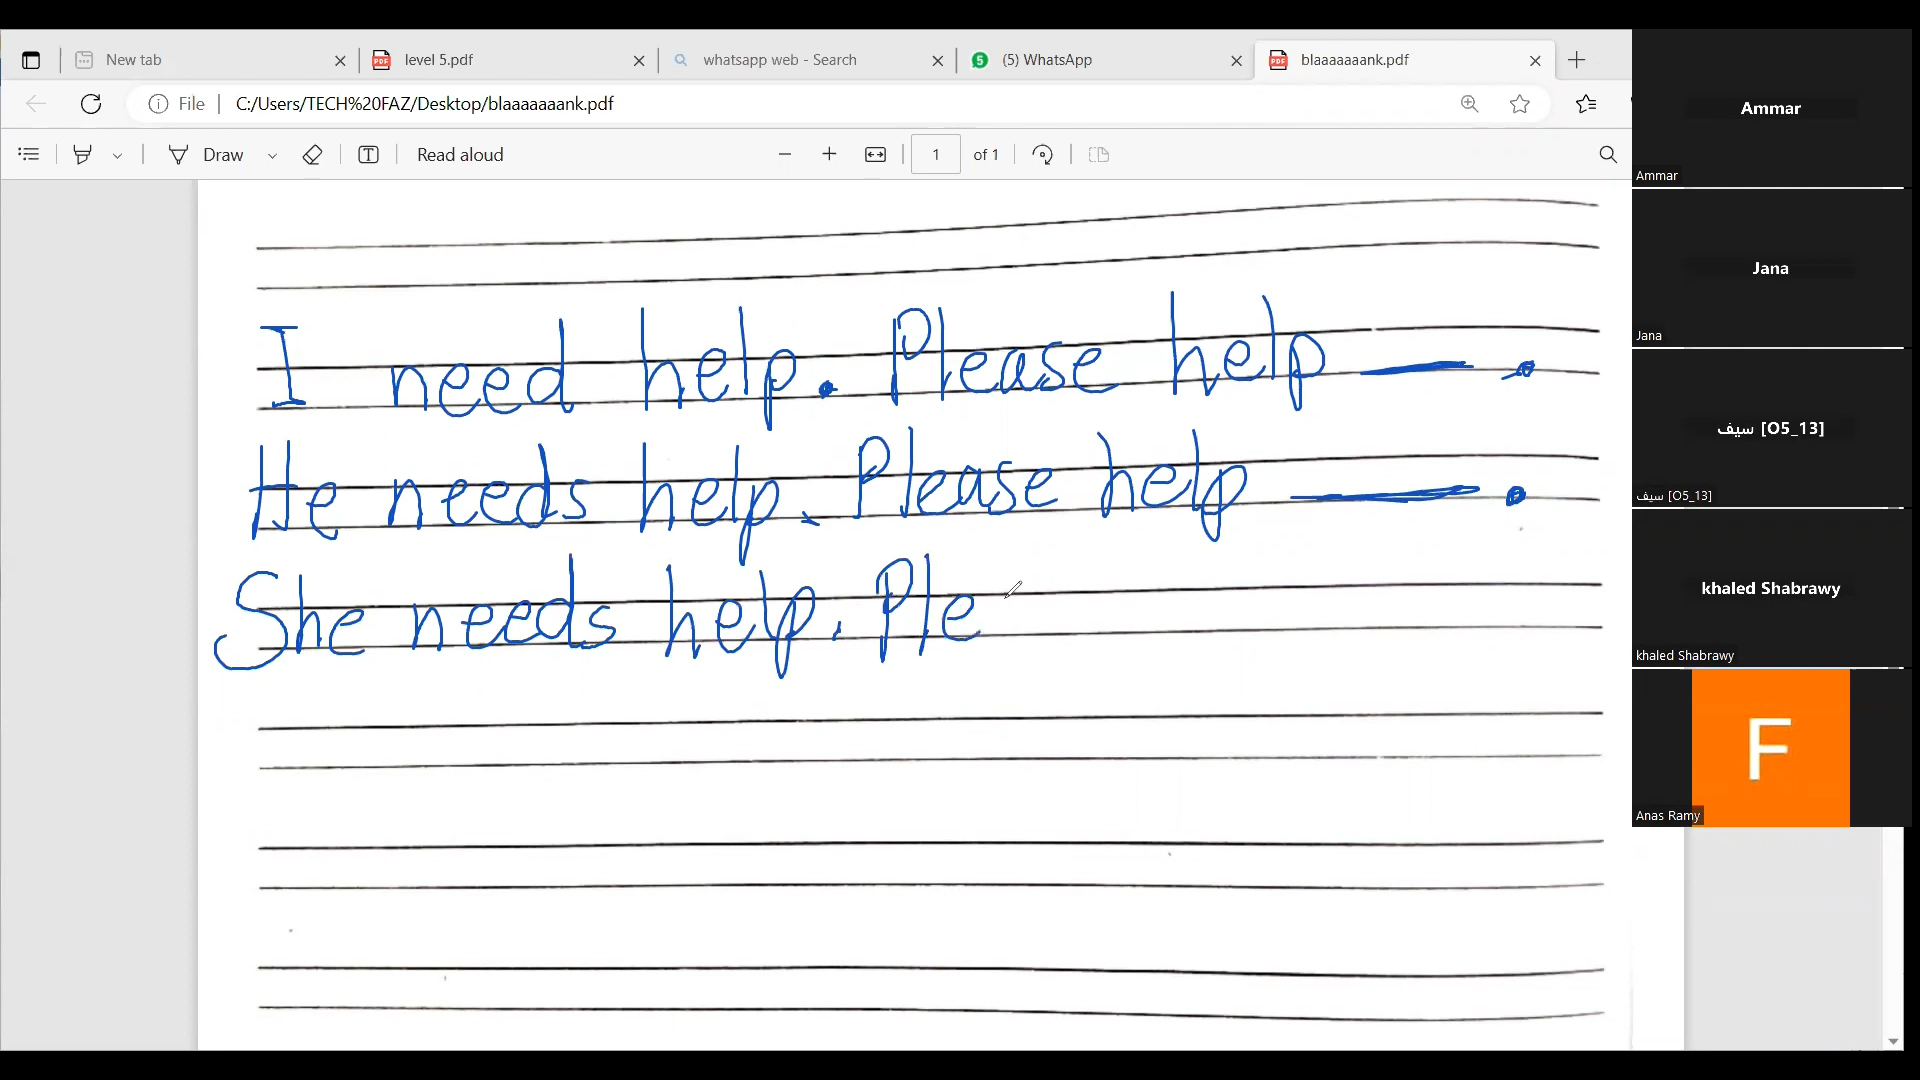 New tab
level 5.pdf
whatsapp web - Search
(5) WhatsApp
blaaaaaaank.pdf
File
C:/Users/TECH%20FAZ/Desktop/blaaaaaaank.pdf
Draw
Read aloud
1
of 1
I need help. Please help — .
He needs help. Please help — .
She needs help. Ple
Ammar
Ammar
Jana
Jana
سيف [O5_13]
سيف [O5_13]
khaled Shabrawy
khaled Shabrawy
F
Anas Ramy